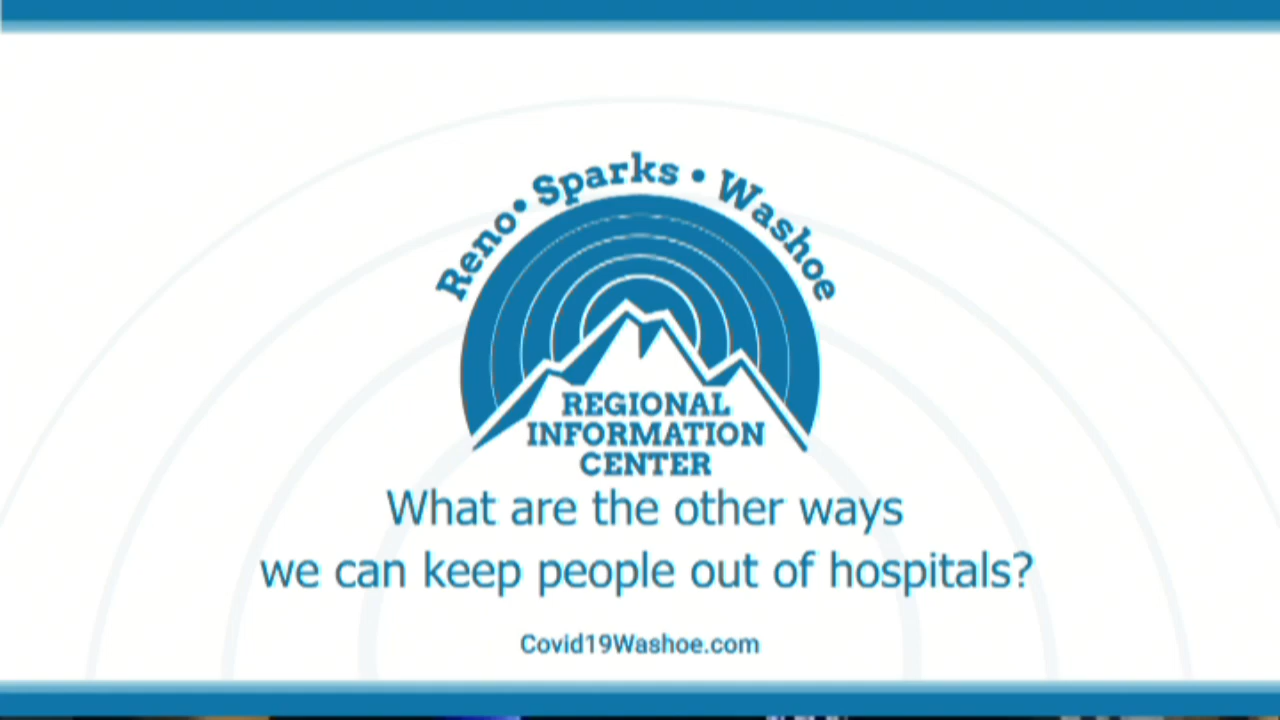 Reno • Sparks • Washoe
REGIONAL
INFORMATION
CENTER
What are the other ways
we can keep people out of hospitals?
Covid19Washoe.com